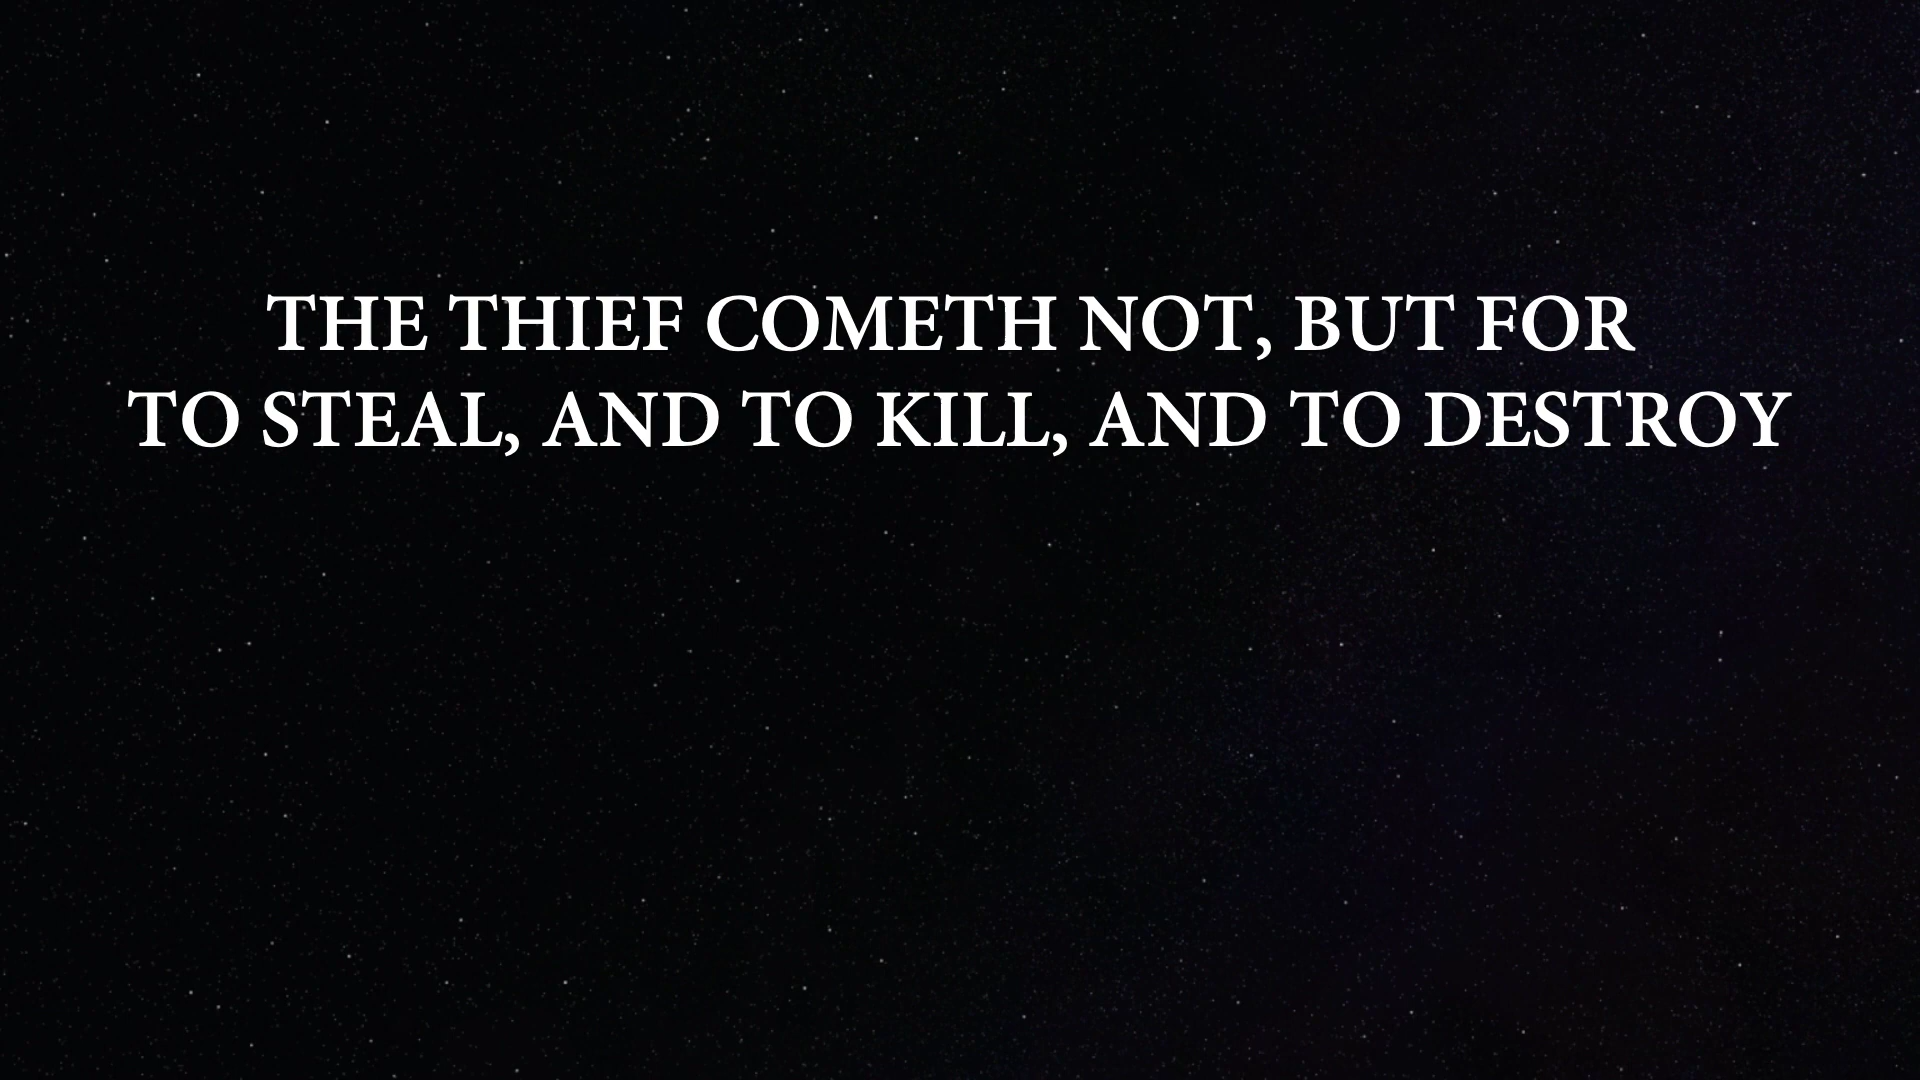 THE THIEF COMETH NOT, BUT FOR
TO STEAL, AND TO KILL, AND TO DESTROY